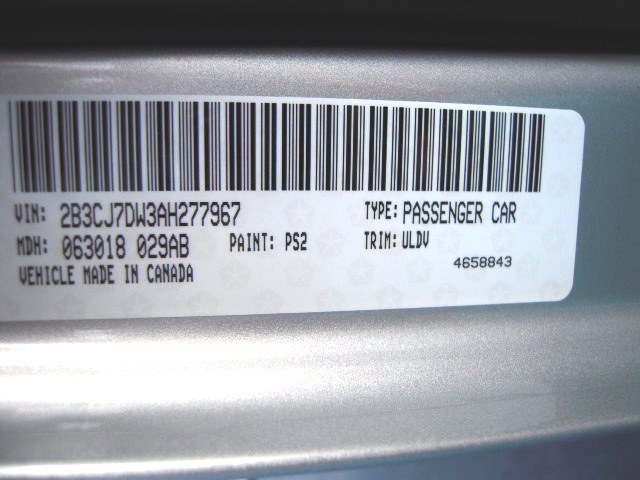 VIN: 2B3CJ7DW3AH277967 TYPE: PASSENGER CAR
MDH: 063018 029AB PAINT: PS2 TRIM: ULDV
VEHICLE MADE IN CANADA 4658843